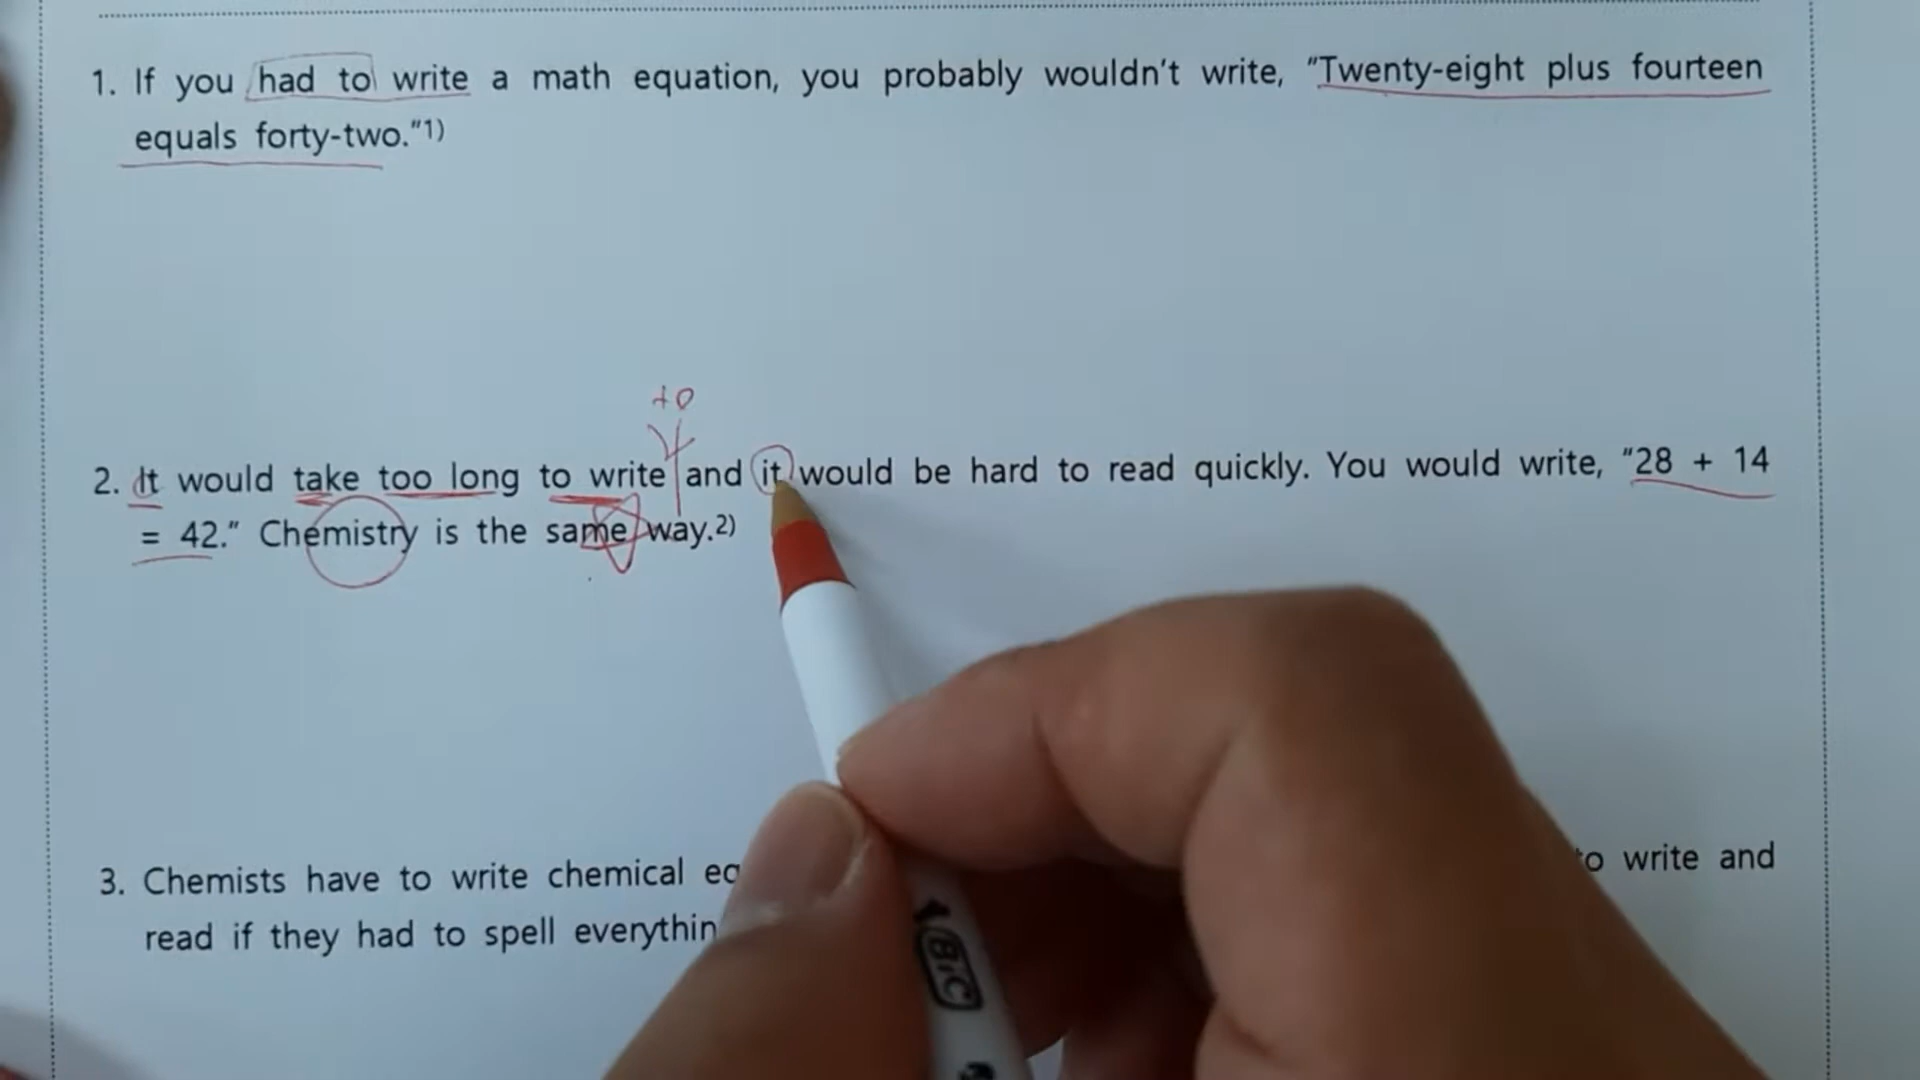 1. If you had to write a math equation, you probably wouldn't write, "Twenty-eight plus fourteen
equals forty-two."1)
to
2. It would take too long to write and it would be hard to read quickly. You would write, "28 + 14
= 42." Chemistry is the same way.2)
3. Chemists have to write chemical write and
read if they had to spell
BIC